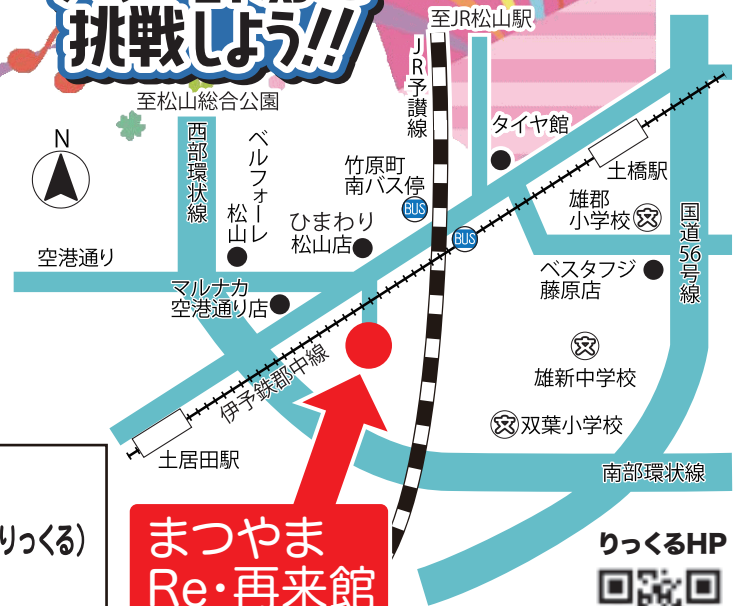 挑戦しよう!!
至JR松山駅
JR予讃線
至松山総合公園
N
西部環状線
ベルフォーレ
松山
竹原町
南バス停
BUS
タイヤ館
土橋駅
雄郡
小学校
文
ひまわり
松山店
BUS
国道56号線
空港通り
マルナカ
空港通り店
ベスタフジ
藤原店
伊予鉄郡中線
文
雄新中学校
文
双葉小学校
土居田駅
南部環状線
りっくる)
まつやま
Re・再来館
りっくるHP